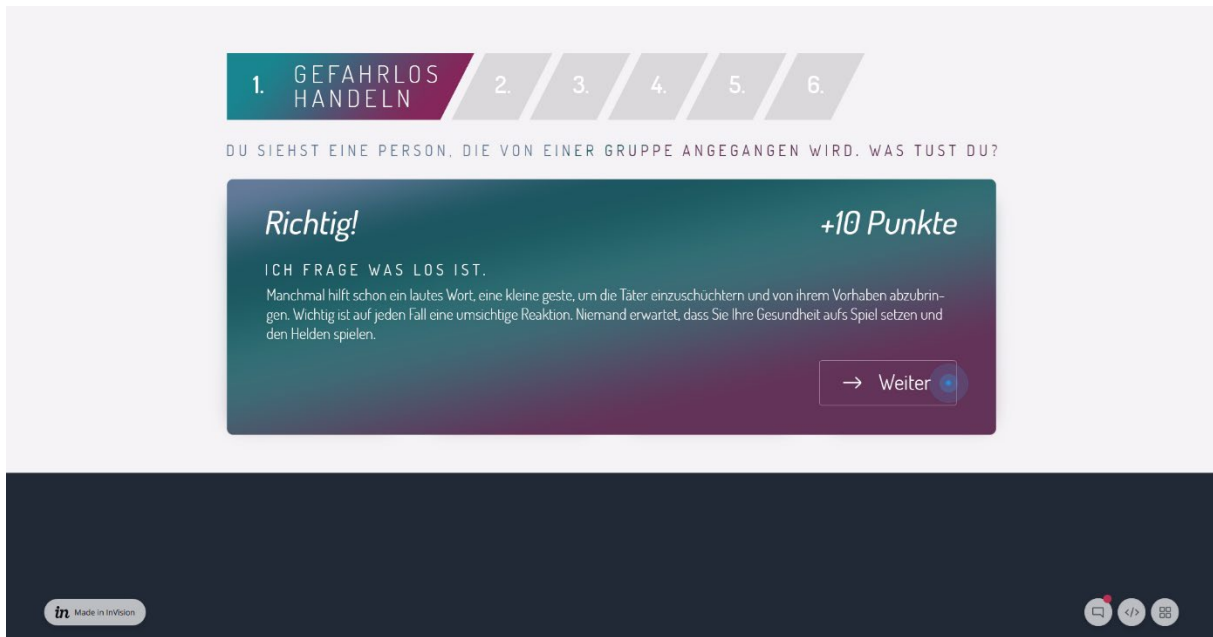 1. GEFAHRLOS
HANDELN
2. 3. 4. 5. 6.
DU SIEHST EINE PERSON, DIE VON EINER GRUPPE ANGEGANGEN WIRD. WAS TUST DU?
Richtig! +10 Punkte
ICH FRAGE WAS LOS IST.
Manchmal hilft schon ein lautes Wort, eine kleine geste, um die Täter einzuschüchtern und von ihrem Vorhaben abzubrin-
gen. Wichtig ist auf jeden Fall eine umsichtige Reaktion. Niemand erwartet, dass Sie Ihre Gesundheit aufs Spiel setzen und
den Helden spielen.
→ Weiter
in Made in InVision